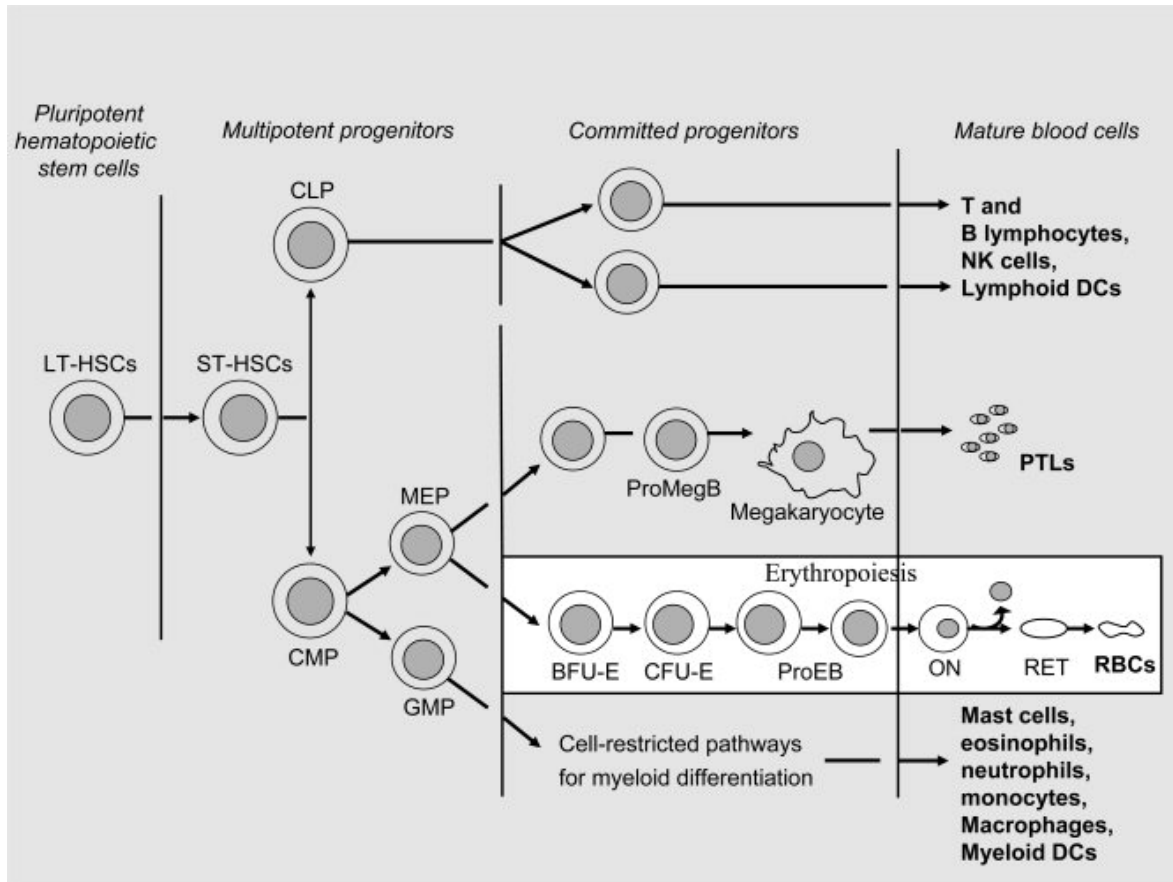 Pluripotent
hematopoietic
stem cells
Multipotent progenitors
Committed progenitors
Mature blood cells
CLP
T and
B lymphocytes,
NK cells,
Lymphoid DCs
LT-HSCs
ST-HSCs
ProMegB
Megakaryocyte
PTLs
MEP
Erythropoiesis
CMP
GMP
BFU-E
CFU-E
ProEB
ON
RET
RBCs
Cell-restricted pathways
for myeloid differentiation
Mast cells,
eosinophils,
neutrophils,
monocytes,
Macrophages,
Myeloid DCs